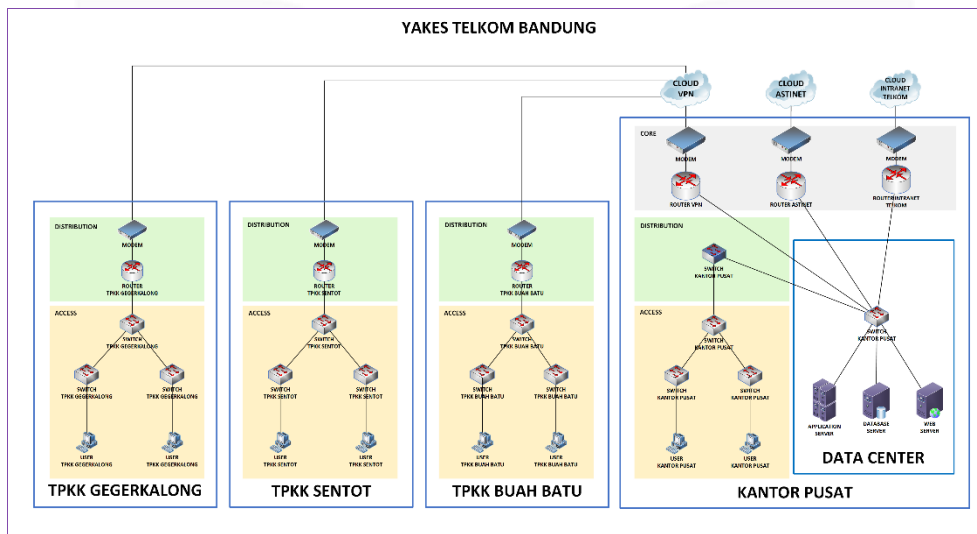 YAKES TELKOM BANDUNG
CLOUD
VPN
CLOUD
ASTINET
CLOUD
INTRANET
TELKOM
CORE
MODEM
MODEM
MODEM
ROUTER VPN
ROUTER ASTINET
ROUTER INTRANET
TELKOM
DISTRIBUTION
MODEM
ROUTER
TPKK GEGERKALONG
ACCESS
SWITCH
TPKK GEGERKALONG
SWITCH
TPKK GEGERKALONG
SWITCH
TPKK GEGERKALONG
USER
TPKK GEGERKALONG
USER
TPKK GEGERKALONG
TPKK GEGERKALONG
DISTRIBUTION
MODEM
ROUTER
TPKK SENTOT
ACCESS
SWITCH
TPKK SENTOT
SWITCH
TPKK SENTOT
SWITCH
TPKK SENTOT
USER
TPKK SENTOT
USER
TPKK SENTOT
TPKK SENTOT
DISTRIBUTION
MODEM
ROUTER
TPKK BUAH BATU
ACCESS
SWITCH
TPKK BUAH BATU
SWITCH
TPKK BUAH BATU
SWITCH
TPKK BUAH BATU
USER
TPKK BUAH BATU
USER
TPKK BUAH BATU
TPKK BUAH BATU
DISTRIBUTION
SWITCH
KANTOR PUSAT
ACCESS
SWITCH
KANTOR PUSAT
SWITCH
KANTOR PUSAT
SWITCH
KANTOR PUSAT
USER
KANTOR PUSAT
USER
KANTOR PUSAT
SWITCH
KANTOR PUSAT
APPLICATION
SERVER
DATABASE
SERVER
WEB
SERVER
DATA CENTER
KANTOR PUSAT